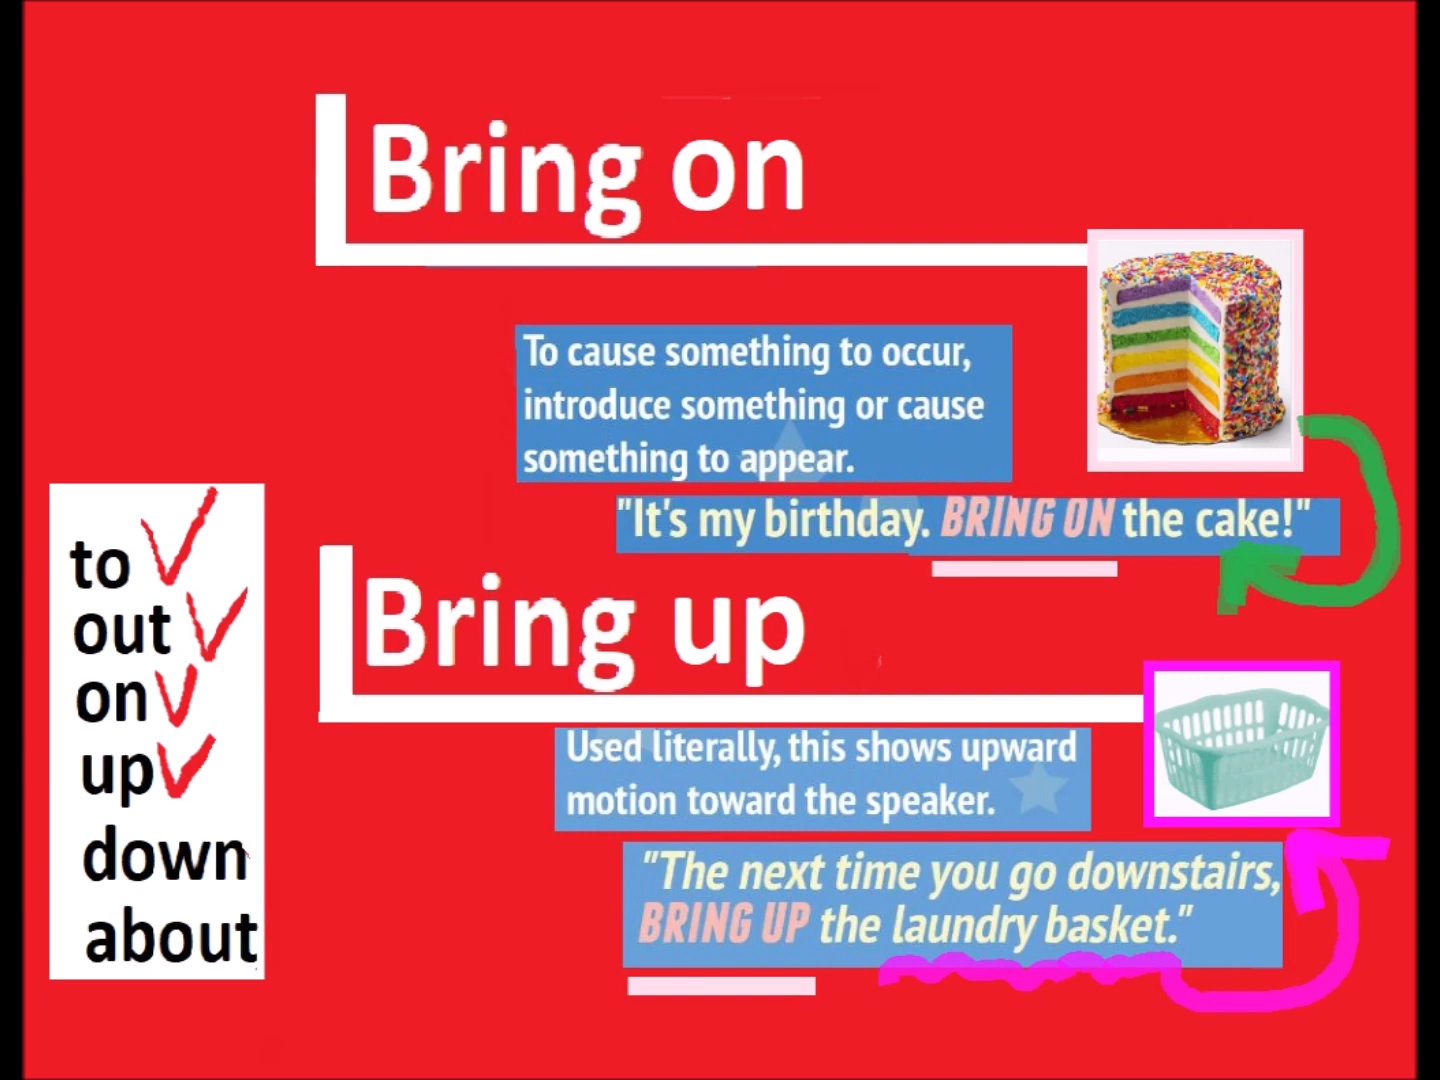 Bring on
To cause something to occur,
introduce something or cause
something to appear.
"It's my birthday. BRING ON the cake!"
to
out
on
up
down
about
Bring up
Used literally, this shows upward
motion toward the speaker.
"The next time you go downstairs,
BRING UP the laundry basket."